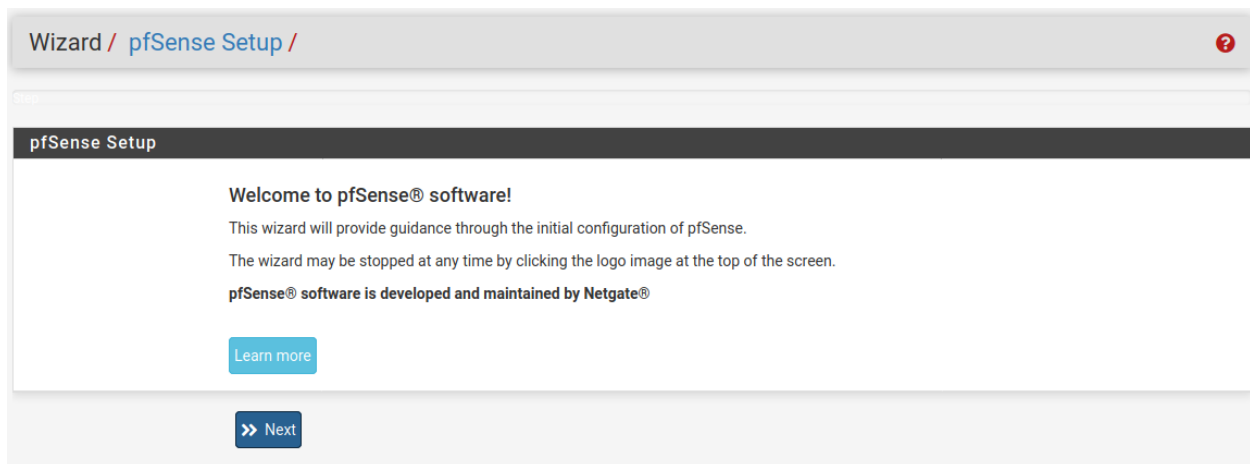 Wizard / pfSense Setup /
Step
pfSense Setup
Welcome to pfSense® software!
This wizard will provide guidance through the initial configuration of pfSense.
The wizard may be stopped at any time by clicking the logo image at the top of the screen.
pfSense® software is developed and maintained by Netgate®
Learn more
Next